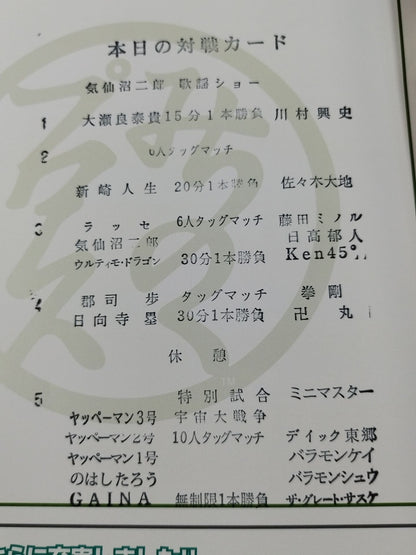 本日の対戦カード
気仙沼二郎 歌謡ショー
1 大瀬良泰貴 15分1本勝負 川村興史
2 6人タッグマッチ
新崎人生 20分1本勝負 佐々木大地
3 ラッセ 6人タッグマッチ 藤田ミノル
気仙沼二郎 日高郁人
ウルティモ・ドラゴン 30分1本勝負 Ken45°
4 郡司歩 タッグマッチ 拳剛
日向寺塁 30分1本勝負 卍丸
休憩
5 特別試合 ミニマスター
ヤッペーマン3号 宇宙大戦争
ヤッペーマン2号 10人タッグマッチ ディック東郷
ヤッペーマン1号 バラモンケイ
のはしたろう バラモンシュウ
GAINA 無制限1本勝負 ザ・グレート・サスケ
TM